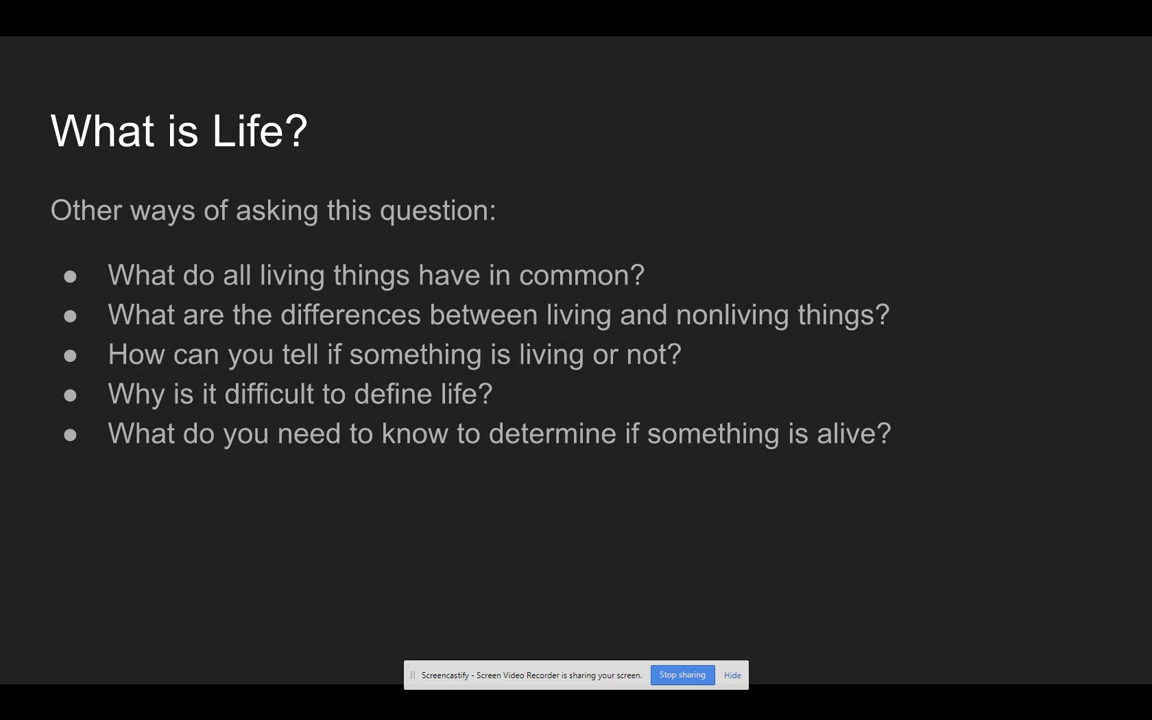 What is Life?
Other ways of asking this question:
● What do all living things have in common?
● What are the differences between living and nonliving things?
● How can you tell if something is living or not?
● Why is it difficult to define life?
● What do you need to know to determine if something is alive?
Screencastify - Screen Video Recorder is sharing your screen. Stop sharing Hide